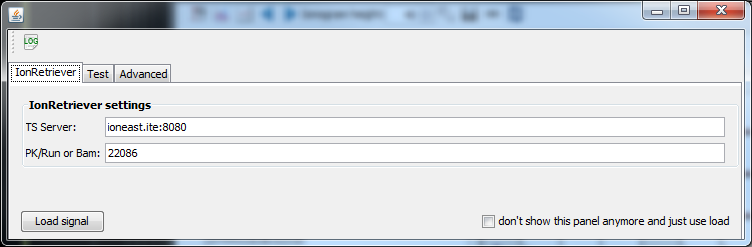 LOG
IonRetriever Test Advanced
IonRetriever settings
TS Server: ioneast.ite:8080
PK/Run or Bam: 22086
Load signal don't show this panel anymore and just use load